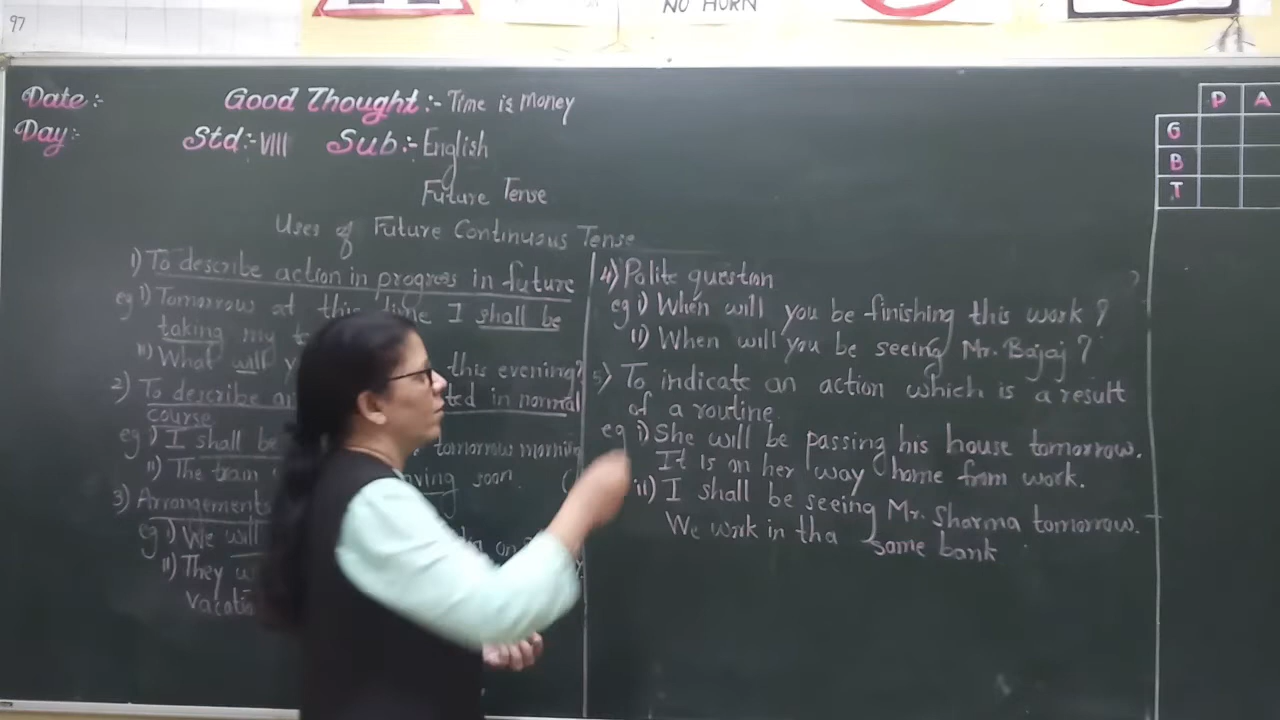 97
NO HORN
Date:-
Good Thought:- Time is Money
Day:-
Std:- VIII Sub:- English
P A
G
B
T
Future Tense
Uses of Future Continuous Tense
1) To describe action in progress in future
eg i) Tomorrow at this time I shall be
taking my
ii) What will this evening?
2) To describe ted in normal
course
eg i) I shall be tomorrow morning
ii) The train soon.
3) Arrangements
eg i) We will on
ii) They
4) Polite question
eg i) When will you be finishing this work ?
ii) When will you be seeing Mr. Bajaj ?
5) To indicate an action which is a result
of a routine
eg i) She will be passing his house tomorrow.
It is on her way home from work.
ii) I shall be seeing Mr. Sharma tomorrow.
We work in tha same bank